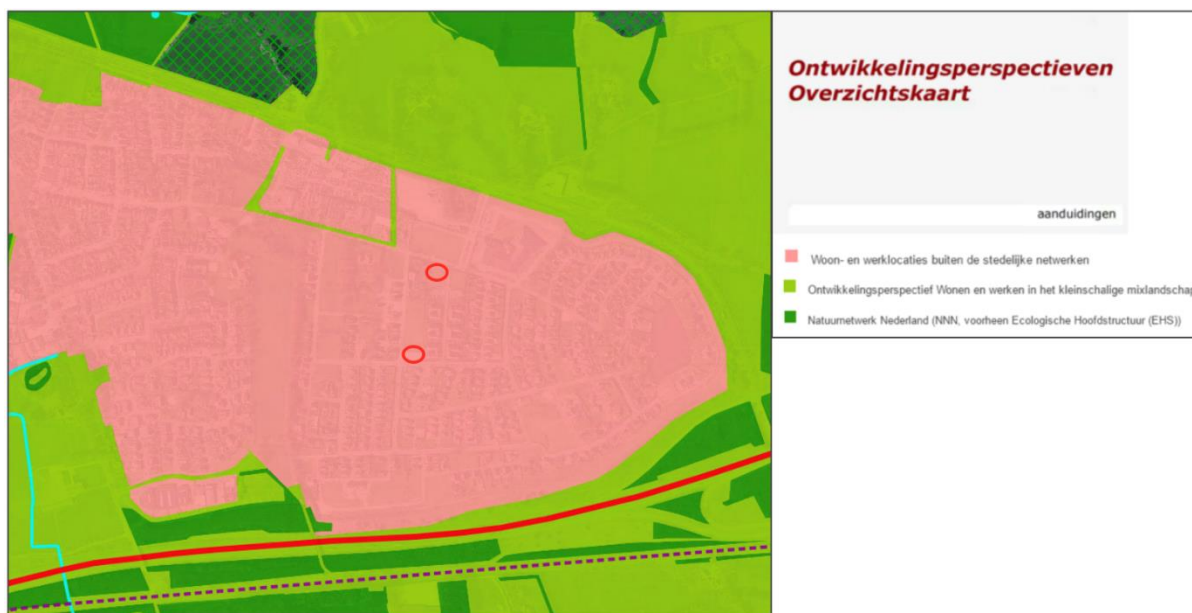 Ontwikkelingsperspectieven
Overzichtskaart
aanduidingen
Woon- en werklocaties buiten de stedelijke netwerken
Ontwikkelingsperspectief Wonen en werken in het kleinschalige mixlandschap
Natuurnetwerk Nederland (NNN, voorheen Ecologische Hoofdstructuur (EHS))